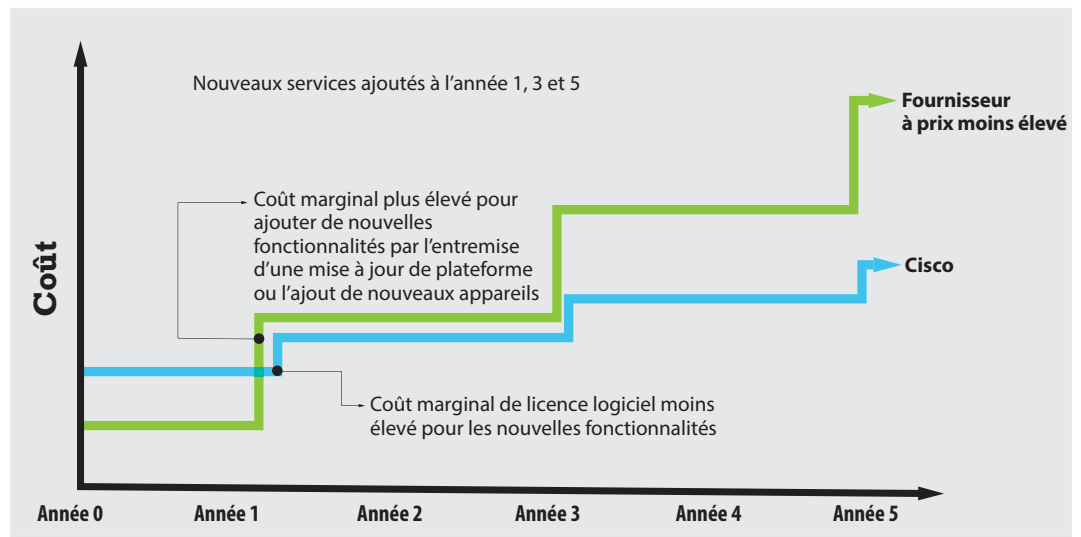 Nouveaux services ajoutés à l'année 1, 3 et 5
Fournisseur
à prix moins élevé
Coût marginal plus élevé pour
ajouter de nouvelles
fonctionnalités par l'entremise
d'une mise à jour de plateforme
ou l'ajout de nouveaux appareils
Cisco
Coût
Coût marginal de licence logiciel moins
élevé pour les nouvelles fonctionnalités
Année 0
Année 1
Année 2
Année 3
Année 4
Année 5